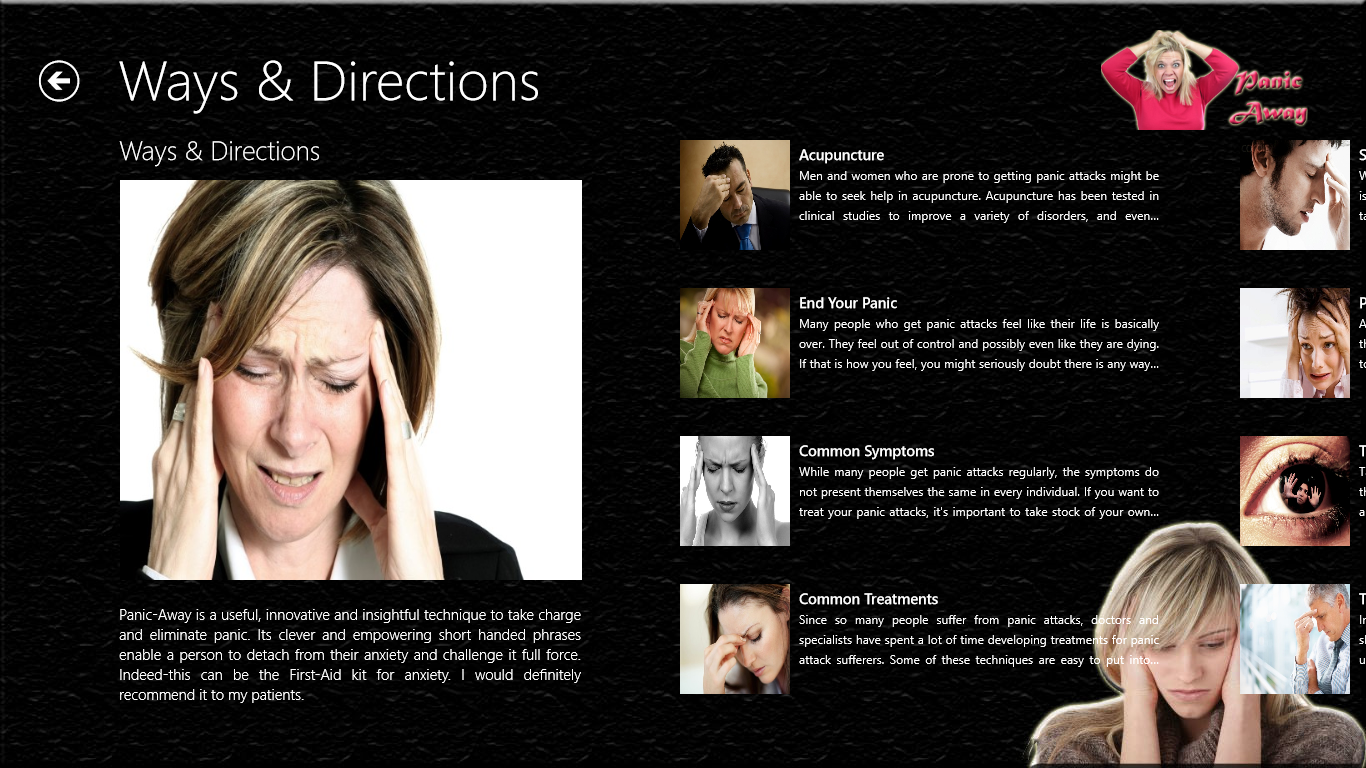 Ways & Directions
Panic
Away
Ways & Directions
Panic-Away is a useful, innovative and insightful technique to take charge
and eliminate panic. Its clever and empowering short handed phrases
enable a person to detach from their anxiety and challenge it full force.
Indeed-this can be the First-Aid kit for anxiety. I would definitely
recommend it to my patients.
Acupuncture
Men and women who are prone to getting panic attacks might be
able to seek help in acupuncture. Acupuncture has been tested in
clinical studies to improve a variety of disorders, and even...
End Your Panic
Many people who get panic attacks feel like their life is basically
over. They feel out of control and possibly even like they are dying.
If that is how you feel, you might seriously doubt there is any way...
Common Symptoms
While many people get panic attacks regularly, the symptoms do
not present themselves the same in every individual. If you want to
treat your panic attacks, it's important to take stock of your own...
Common Treatments
Since so many people suffer from panic attacks, doctors and
specialists have spent a lot of time developing treatments for panic
attack sufferers. Some of these techniques are easy to put into...